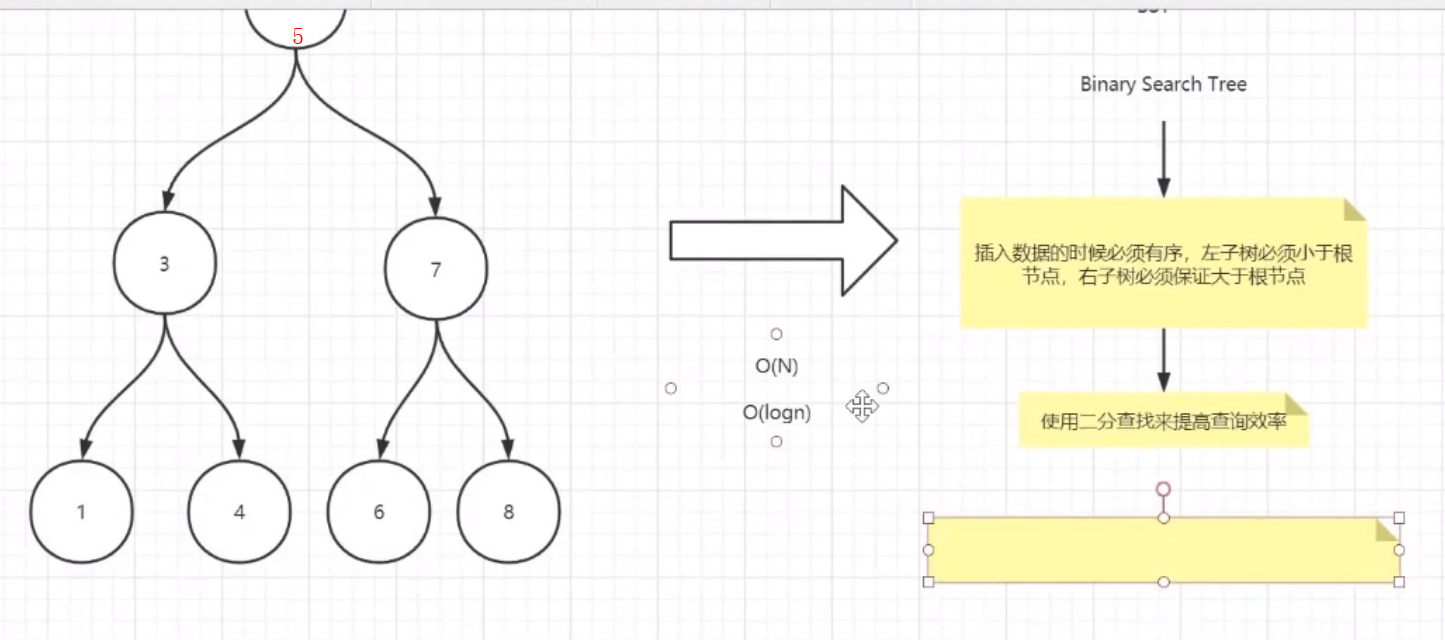 5
Binary Search Tree
3
7
插入数据的时候必须有序，左子树必须小于根
节点，右子树必须保证大于根节点
O(N)
O(logn)
使用二分查找来提高查询效率
1
4
6
8